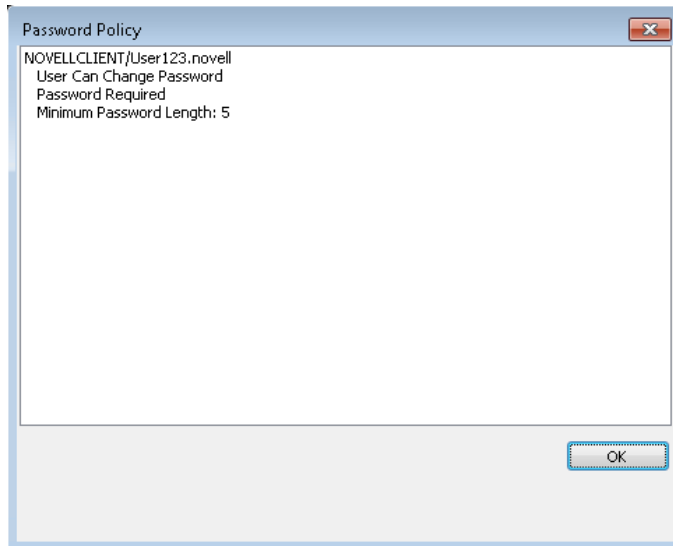 Password Policy
NOVELLCLIENT/User123.novell
User Can Change Password
Password Required
Minimum Password Length: 5
OK